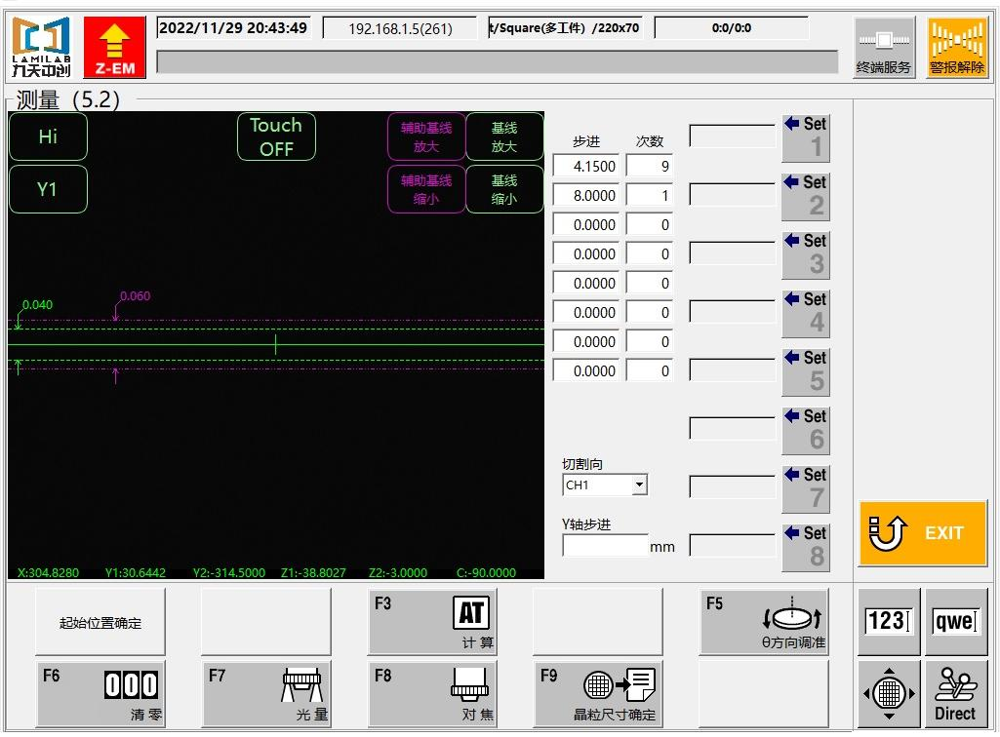 LAMILAB
九天中创
Z-EM
2022/11/29 20:43:49
192.168.1.5(261)
t/Square(多工件) /220x70
0:0/0:0
终端服务
警报解除
测量 (5.2)
Hi
Touch
OFF
辅助基线
放大
基线
放大
Y1
辅助基线
缩小
基线
缩小
0.040
0.060
X:304.8280 Y1:30.6442 Y2:-314.5000 Z1:-38.8027 Z2:-3.0000 C:-90.0000
步进 次数
4.1500 9
8.0000 1
0.0000 0
0.0000 0
0.0000 0
0.0000 0
0.0000 0
0.0000 0
切割向
CH1
Y轴步进
mm
Set
1
Set
2
Set
3
Set
4
Set
5
Set
6
Set
7
Set
8
EXIT
起始位置确定
F3
AT
计算
F5
θ方向调准
123
qwe
F6
000
清零
F7
光量
F8
对焦
F9
晶粒尺寸确定
Direct